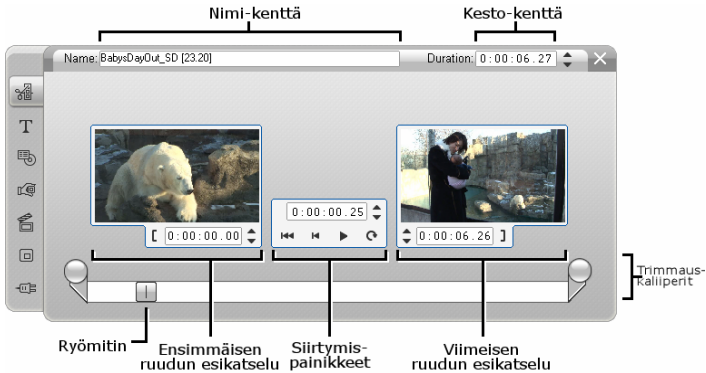 Nimi-kenttä
Kesto-kenttä
Name: BabysDayOut_SD [23.20]
Duration: 0:00:06.27
T
0:00:00.25
[ 0:00:00.00
0:00:06.26 ]
Trimmaus-
kaliiperit
Ryömitin
Ensimmäisen
ruudun esikatselu
Siirtymis-
painikkeet
Viimeisen
ruudun esikatselu